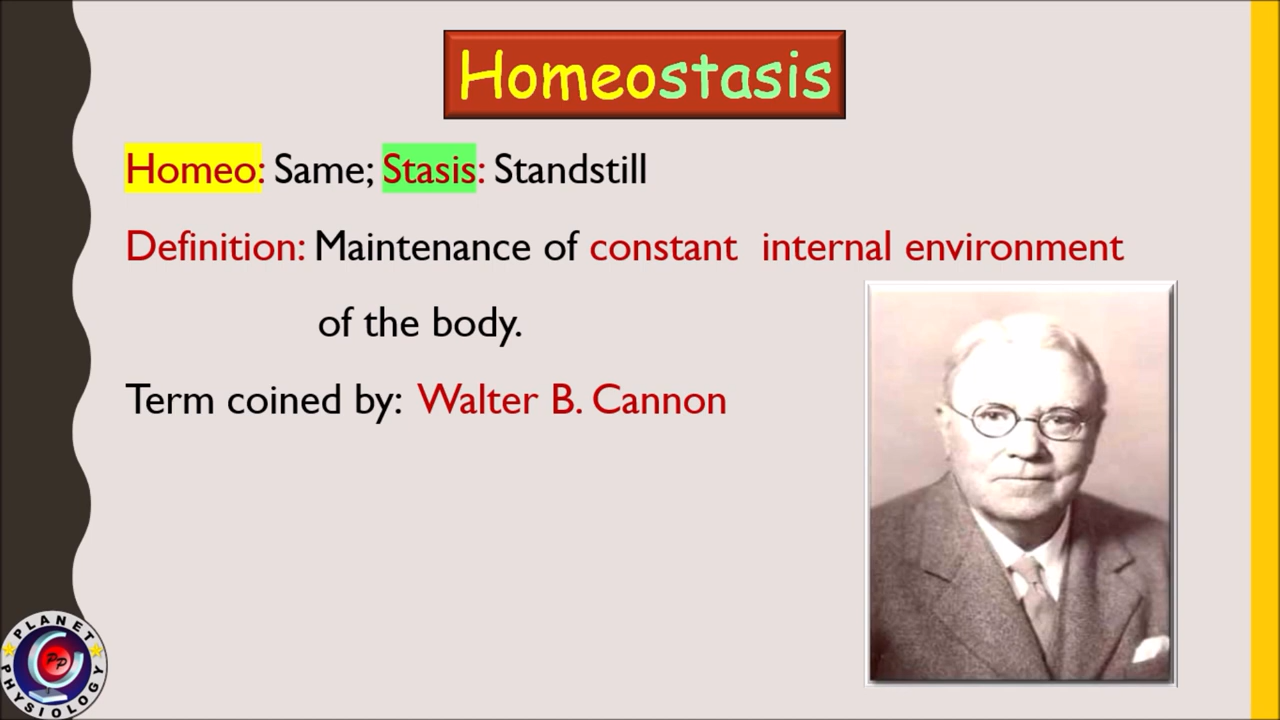 Homeostasis
Homeo: Same; Stasis: Standstill
Definition: Maintenance of constant internal environment
of the body.
Term coined by: Walter B. Cannon
PLANET
PP
PHYSIOLOGY